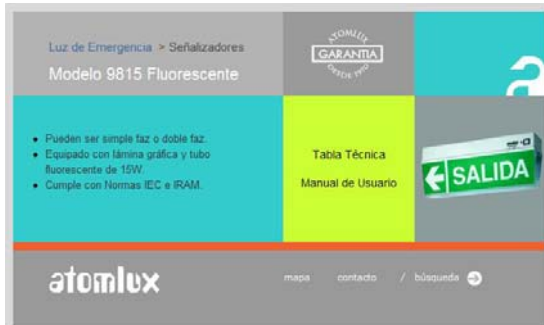 Luz de Emergencia > Señalizadores
Modelo 9815 Fluorescente
ATOMLUX
GARANTIA
DESDE 1910
• Pueden ser simple faz o doble faz.
• Equipado con lámina gráfica y tubo
fluorescente de 15W.
• Cumple con Normas IEC e IRAM.
Tabla Técnica
Manual de Usuario
SALIDA
atomlux
mapa contacto / búsqueda